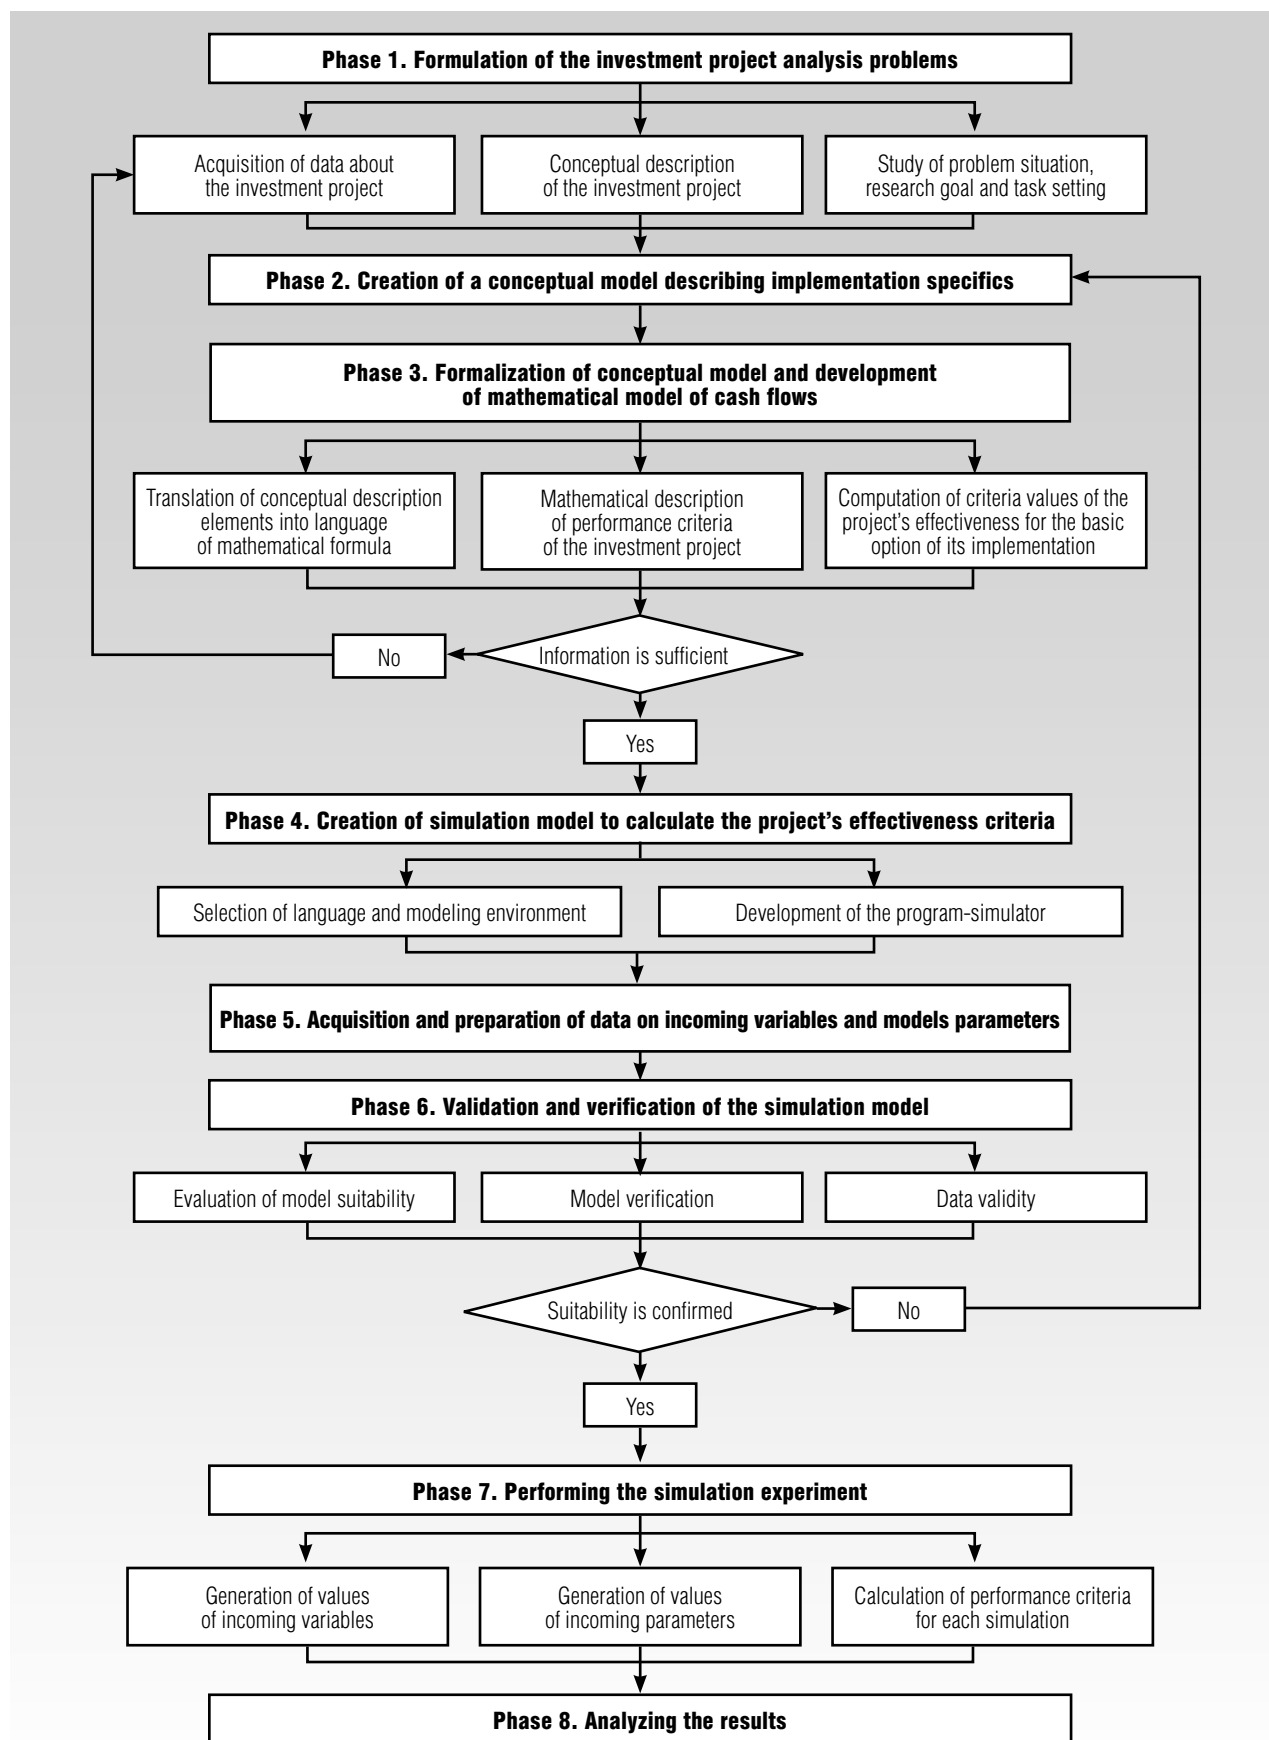 Phase 1. Formulation of the investment project analysis problems
Acquisition of data about
the investment project
Conceptual description
of the investment project
Study of problem situation,
research goal and task setting
Phase 2. Creation of a conceptual model describing implementation specifics
Phase 3. Formalization of conceptual model and development
of mathematical model of cash flows
Translation of conceptual description
elements into language
of mathematical formula
Mathematical description
of performance criteria
of the investment project
Computation of criteria values of the
project's effectiveness for the basic
option of its implementation
No
Information is sufficient
Yes
Phase 4. Creation of simulation model to calculate the project's effectiveness criteria
Selection of language and modeling environment
Development of the program-simulator
Phase 5. Acquisition and preparation of data on incoming variables and models parameters
Phase 6. Validation and verification of the simulation model
Evaluation of model suitability
Model verification
Data validity
Suitability is confirmed
No
Yes
Phase 7. Performing the simulation experiment
Generation of values
of incoming variables
Generation of values
of incoming parameters
Calculation of performance criteria
for each simulation
Phase 8. Analyzing the results